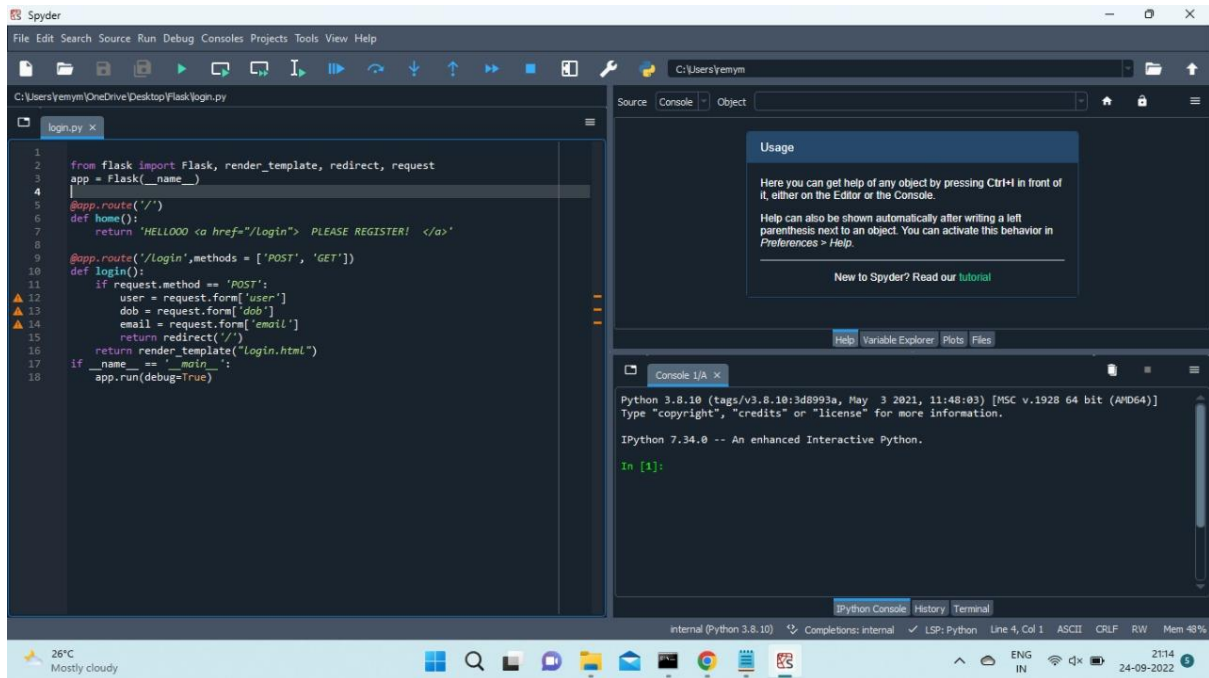 Spyder
File Edit Search Source Run Debug Consoles Projects Tools View Help
C:\Users\remym
C:\Users\remym\OneDrive\Desktop\Flask\login.py
login.py
1
2 from flask import Flask, render_template, redirect, request
3 app = Flask(__name__)
4
5 @app.route('/')
6 def home():
7 return 'HELLOOO <a href="/login">  PLEASE REGISTER!  </a>'
8
9 @app.route('/login',methods = ['POST', 'GET'])
10 def login():
11 if request.method == 'POST':
12 user = request.form['user']
13 dob = request.form['dob']
14 email = request.form['email']
15 return redirect('/')
16 return render_template("login.html")
17 if __name__ == '__main__':
18 app.run(debug=True)
Source Console Object
Usage
Here you can get help of any object by pressing Ctrl+I in front of
it, either on the Editor or the Console.
Help can also be shown automatically after writing a left
parenthesis next to an object. You can activate this behavior in
Preferences > Help.
New to Spyder? Read our tutorial
Help Variable Explorer Plots Files
Console 1/A
Python 3.8.10 (tags/v3.8.10:3d8993a, May  3 2021, 11:48:03) [MSC v.1928 64 bit (AMD64)]
Type "copyright", "credits" or "license" for more information.
IPython 7.34.0 -- An enhanced Interactive Python.
In [1]:
IPython Console History Terminal
internal (Python 3.8.10) Completions: internal LSP: Python Line 4, Col 1 ASCII CRLF RW Mem 48%
26°C
Mostly cloudy
ENG
IN
21:14
24-09-2022
5